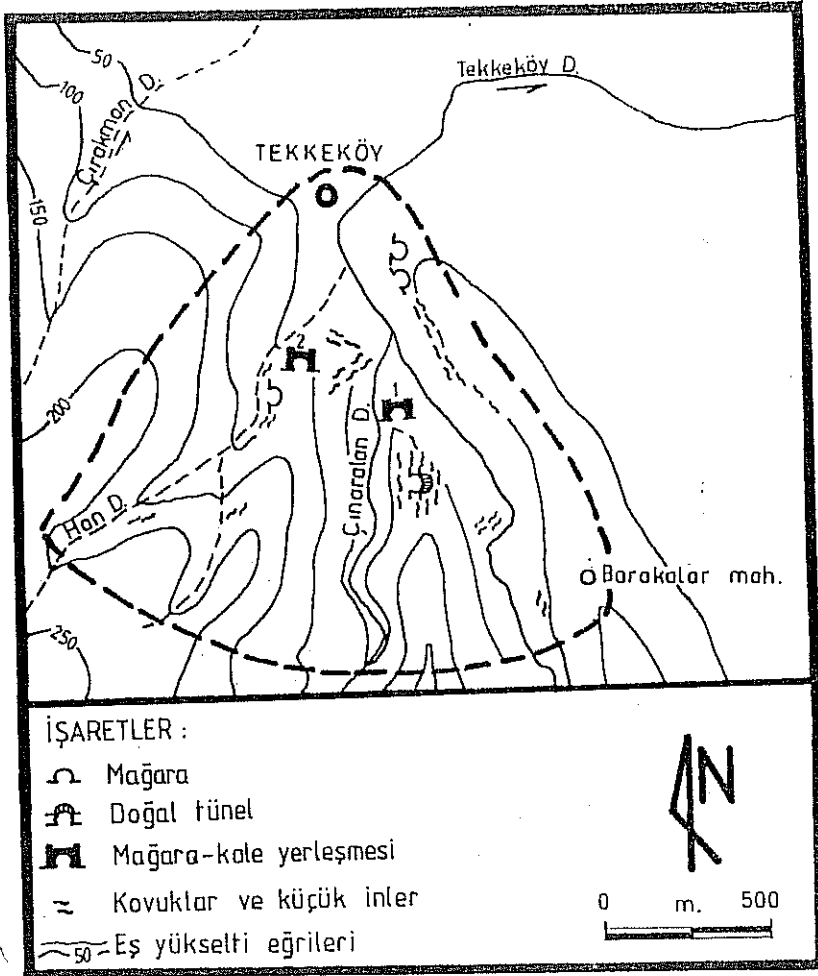 50
100
Çırakman D.
Tekkeköy D.
TEKKEKÖY
150
2
1
200
Çınaralan D.
Han D.
Barakalar mah.
250
İŞARETLER :
Mağara
Doğal tünel
Mağara-kale yerleşmesi
Kovuklar ve küçük inler
50 Eş yükselti eğrileri
N
0 m. 500